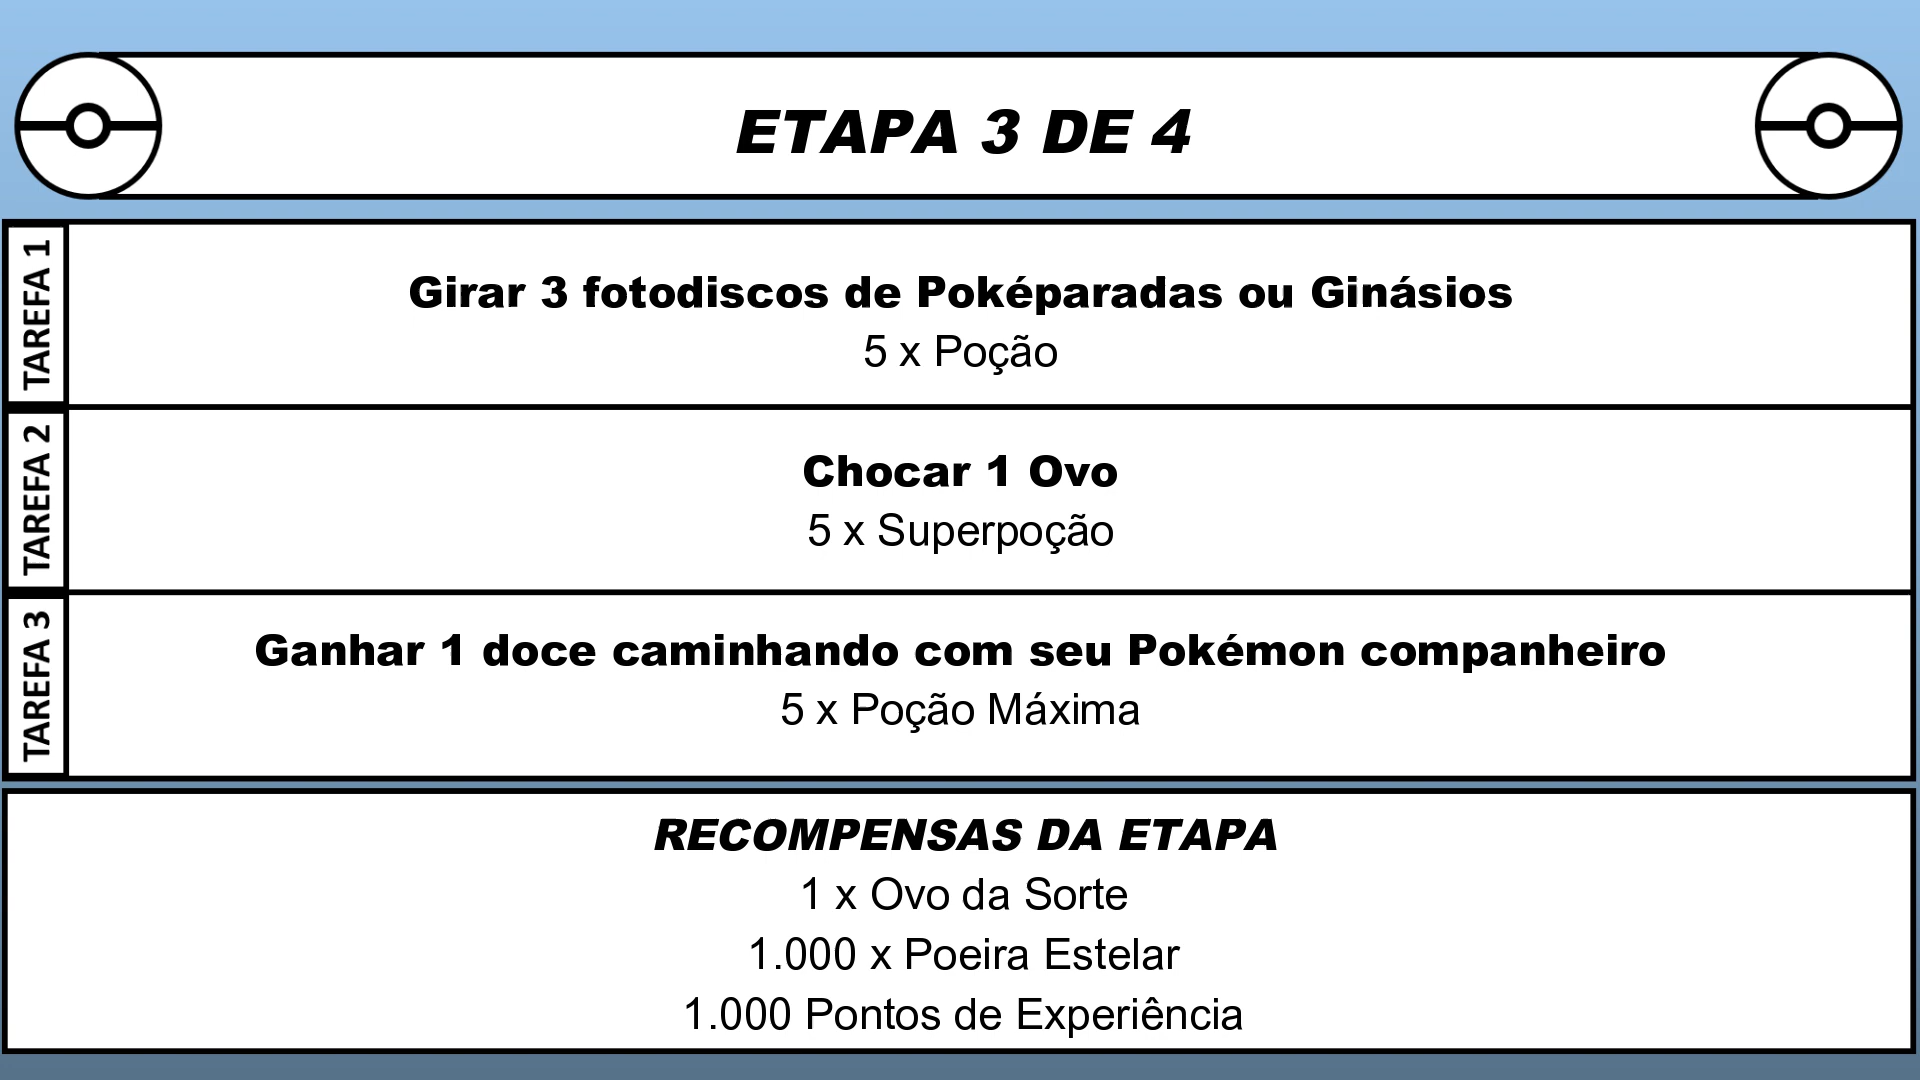 ETAPA 3 DE 4
TAREFA 1
Girar 3 fotodiscos de Poképaradas ou Ginásios
5 x Poção
TAREFA 2
Chocar 1 Ovo
5 x Superpoção
TAREFA 3
Ganhar 1 doce caminhando com seu Pokémon companheiro
5 x Poção Máxima
RECOMPENSAS DA ETAPA
1 x Ovo da Sorte
1.000 x Poeira Estelar
1.000 Pontos de Experiência